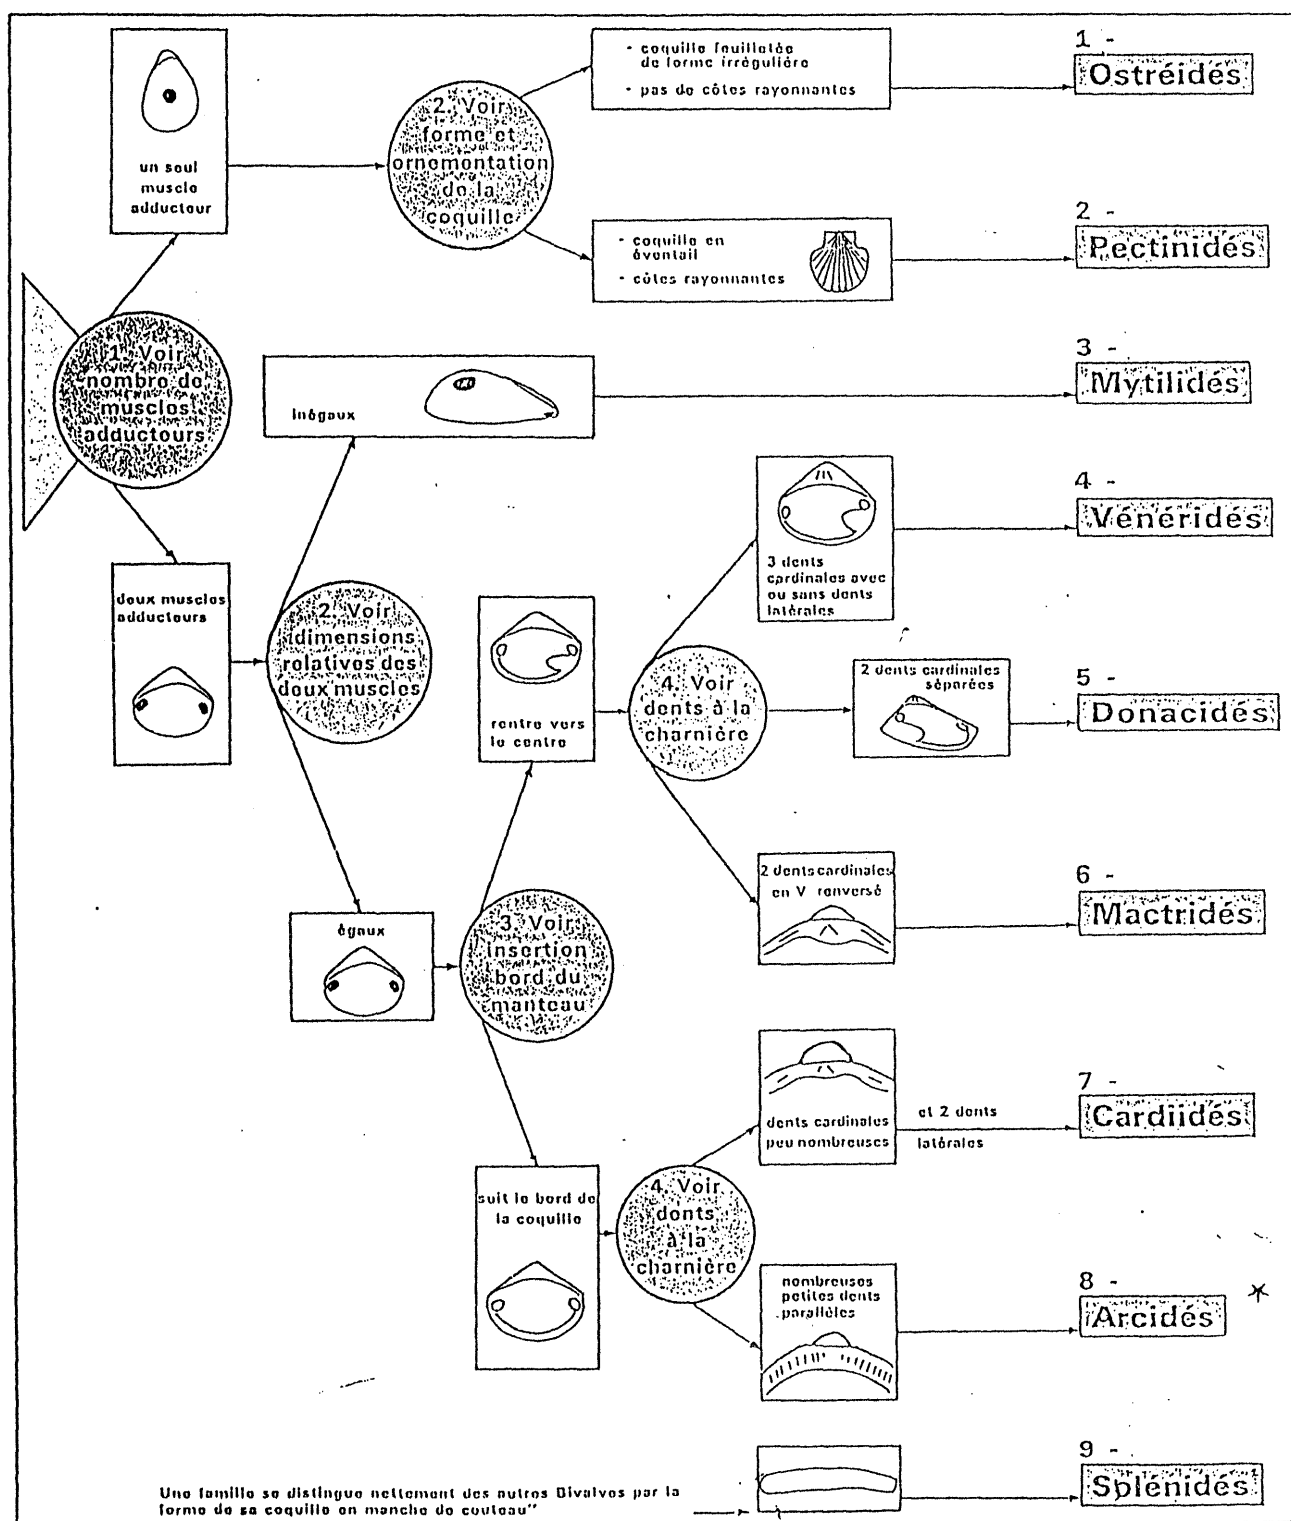 un seul
muscle
adducteur
2. Voir
forme et
ornementation
de la
coquille
- coquille feuilletée
de forme irrégulière
- pas de côtes rayonnantes
1 -
Ostréidés
- coquille en
éventail
- côtes rayonnantes
2 -
Pectinidés
1. Voir
nombre de
muscles
adducteurs
inégaux
3 -
Mytilidés
3 dents
cardinales avec
ou sans dents
latérales
4 -
Vénéridés
deux muscles
adducteurs
2. Voir
dimensions
relatives des
deux muscles
rentre vers
le centre
4. Voir
dents à la
charnière
2 dents cardinales
séparées
5 -
Donacidés
2 dents cardinales
en V renversé
6 -
Mactridés
égaux
3. Voir
insertion
bord du
manteau
dents cardinales
peu nombreuses
et 2 dents
latérales
7 -
Cardiidés
suit le bord de
la coquille
4. Voir
dents
à la
charnière
nombreuses
petites dents
parallèles
8 -
Arcidés
Une famille se distingue nettement des autres Bivalves par la
forme de sa coquille en manche de couteau"
9 -
Splénidés